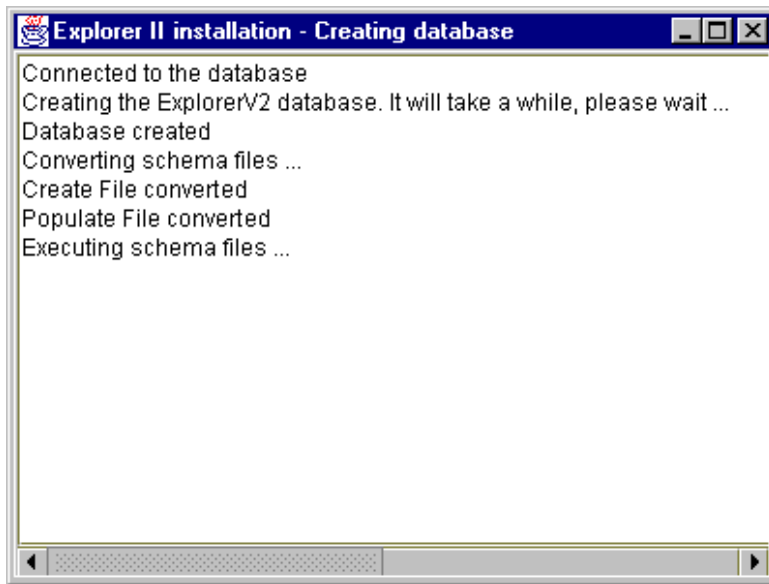 Explorer II installation - Creating database
Connected to the database
Creating the ExplorerV2 database. It will take a while, please wait ...
Database created
Converting schema files ...
Create File converted
Populate File converted
Executing schema files ...